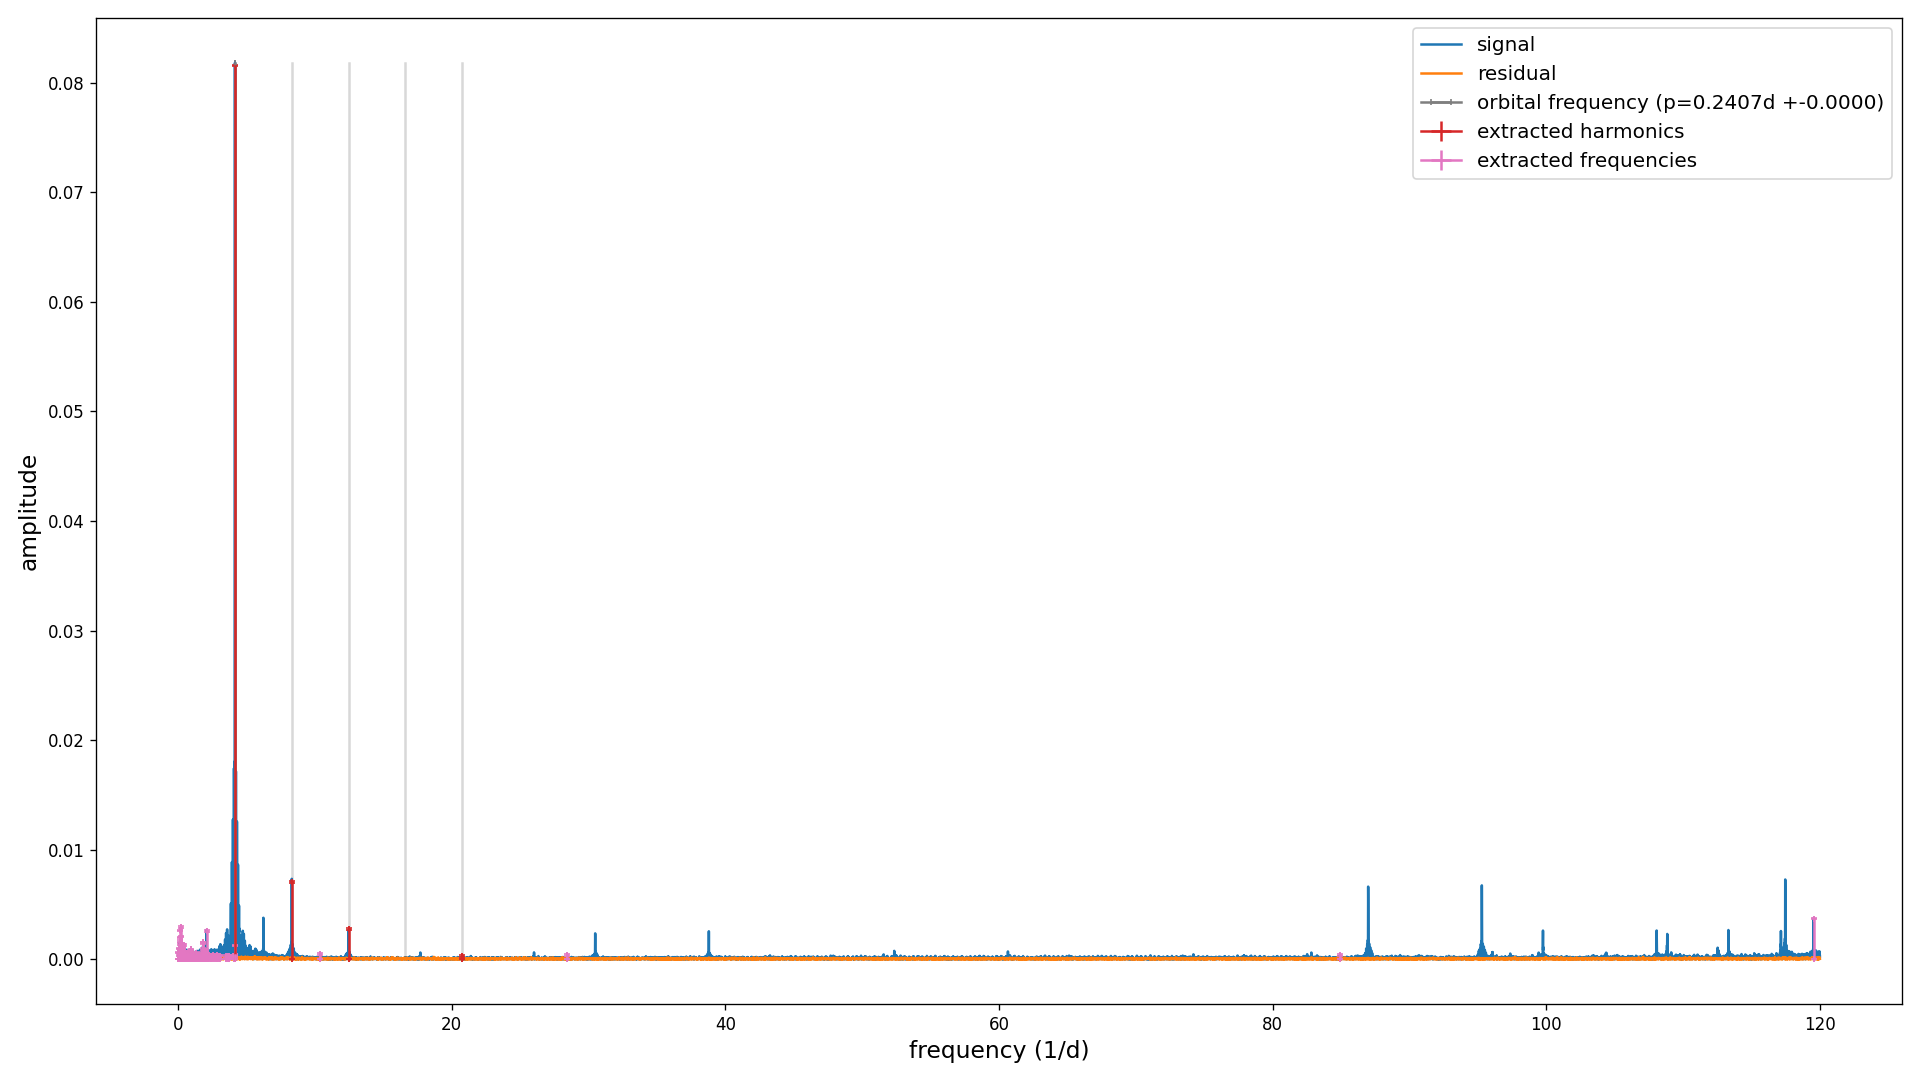 signal
residual
orbital frequency (p=0.2407d +-0.0000)
extracted harmonics
extracted frequencies
0.08
0.07
0.06
0.05
0.04
0.03
0.02
0.01
0.00
amplitude
0 20 40 60 80 100 120
frequency (1/d)